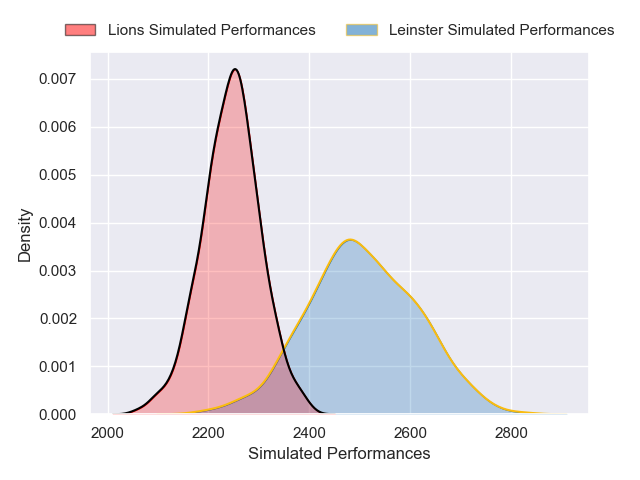 Lions Simulated Performances Leinster Simulated Performances
0.007
0.006
0.005
0.004
0.003
0.002
0.001
0.000
Density
2000 2200 2400 2600 2800
Simulated Performances